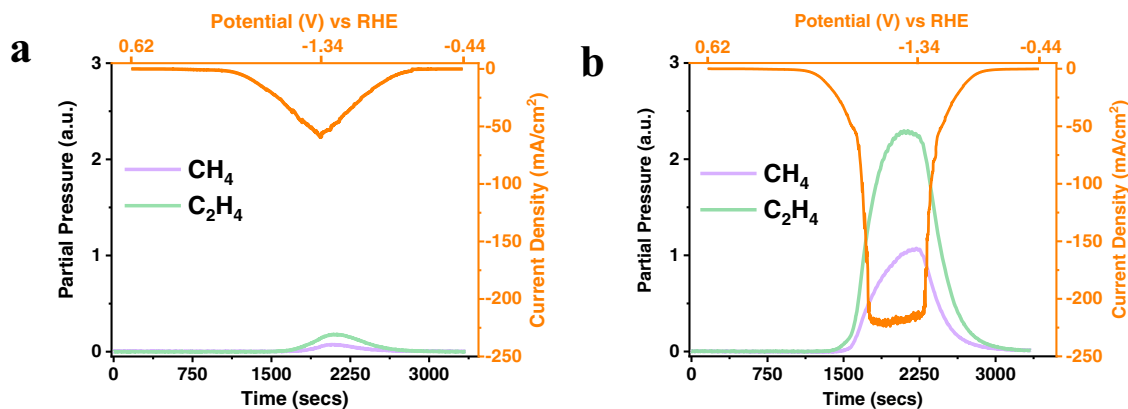 a
Potential (V) vs RHE
0.62 -1.34 -0.44
3
2
1
0
Partial Pressure (a.u.)
CH₄
C₂H₄
0
-50
-100
-150
-200
-250
Current Density (mA/cm²)
0 750 1500 2250 3000
Time (secs)
b
Potential (V) vs RHE
0.62 -1.34 -0.44
3
2
1
0
Partial Pressure (a.u.)
CH₄
C₂H₄
0
-50
-100
-150
-200
-250
Current Density (mA/cm²)
0 750 1500 2250 3000
Time (secs)